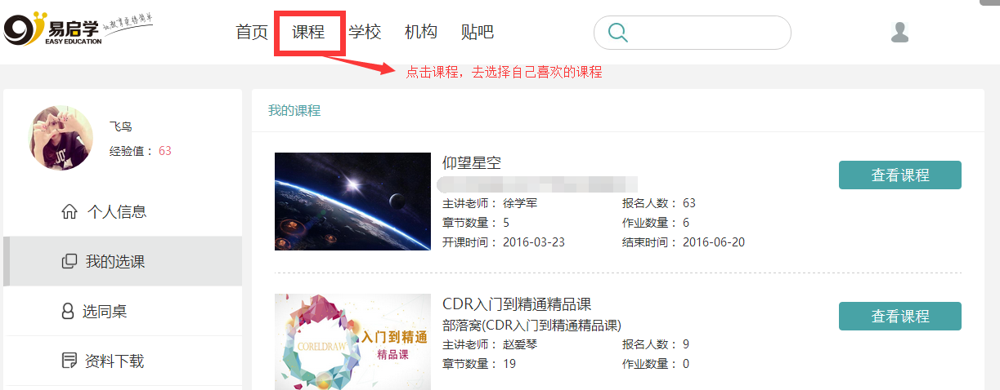 易启学 让教育更待简单
EASY EDUCATION
首页 课程 学校 机构 贴吧
点击课程，去选择自己喜欢的课程
飞鸟
经验值： 63
个人信息
我的选课
选同桌
资料下载
我的课程
仰望星空
查看课程
主讲老师： 徐学军 报名人数： 63
章节数量： 5 作业数量： 6
开课时间： 2016-03-23 结束时间： 2016-06-20
CORELDRAW
入门到精通
精品课
CDR入门到精通精品课
查看课程
部落窝(CDR入门到精通精品课)
主讲老师： 赵爱琴 报名人数： 9
章节数量： 19 作业数量： 0